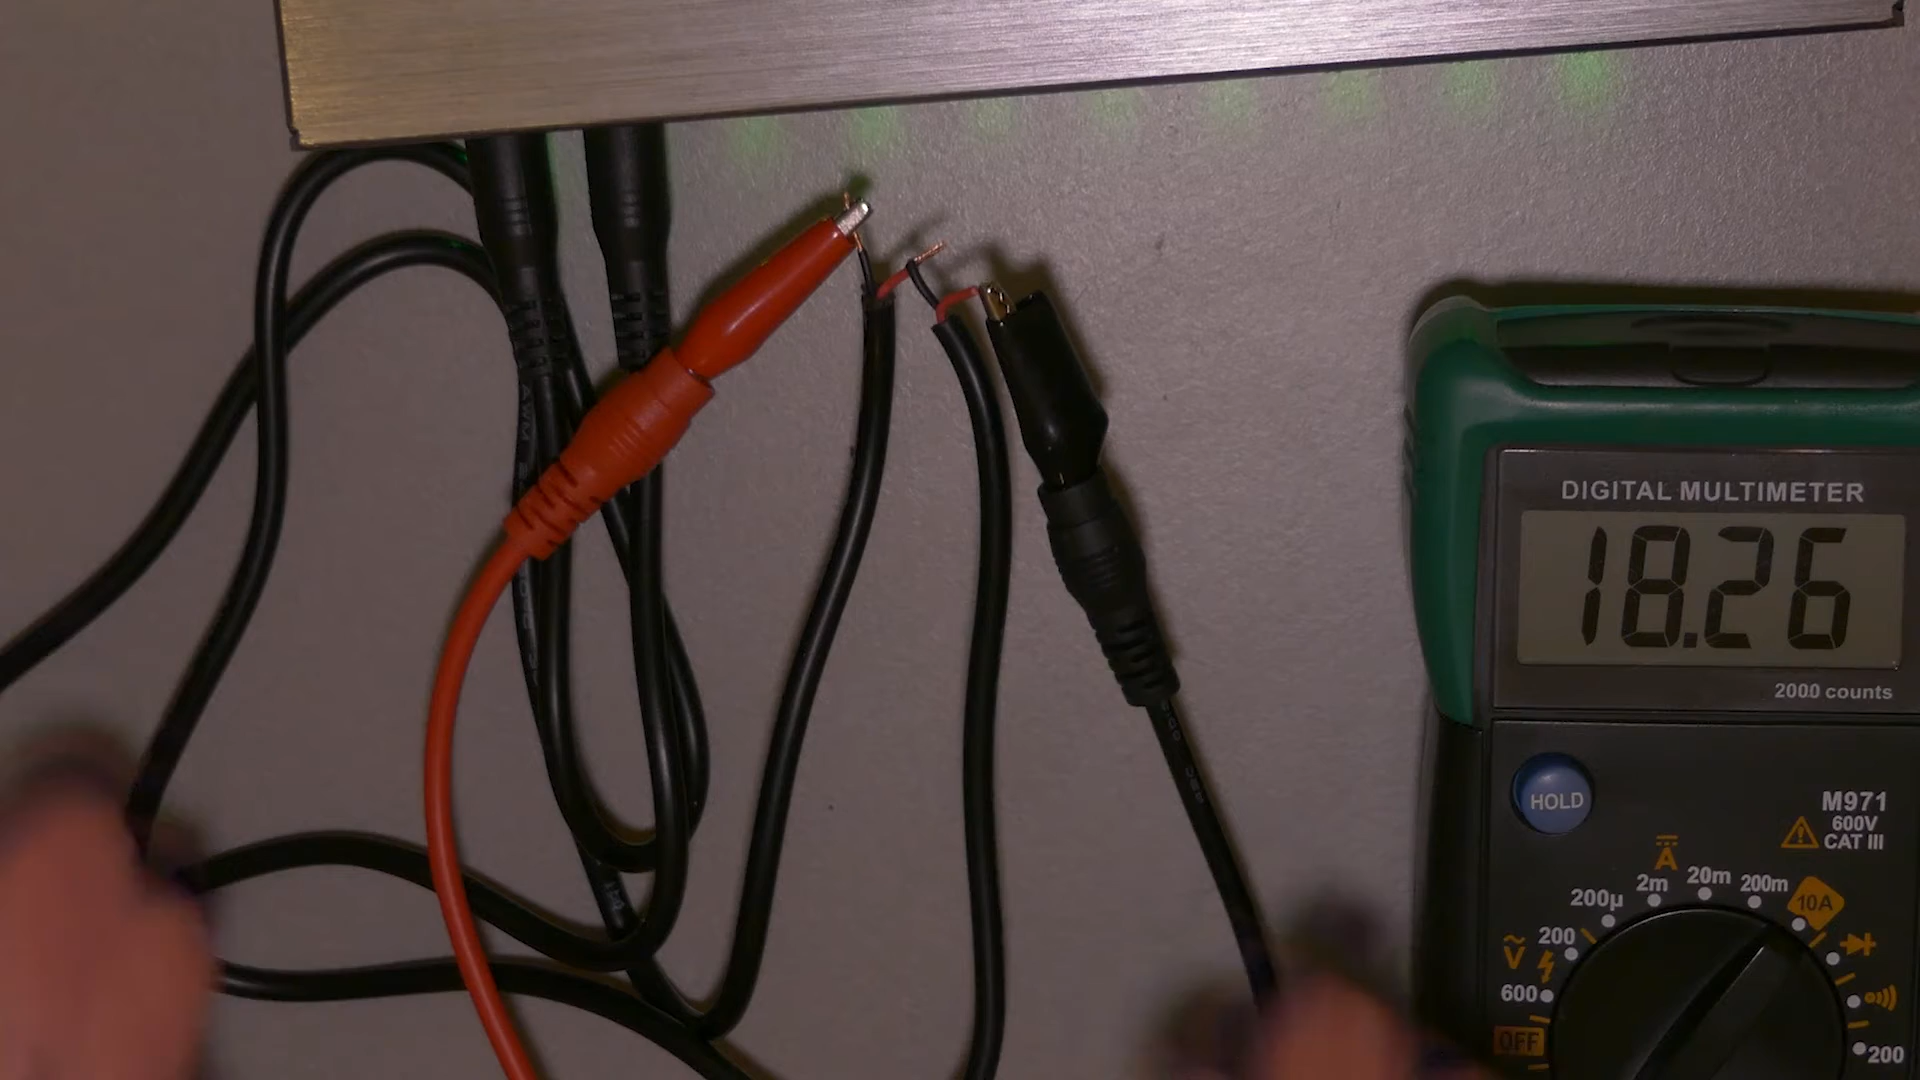 DIGITAL MULTIMETER
18.26
2000 counts
HOLD
M971
600V
CAT III
A
2m
20m
200m
200µ
10A
200
V
600
OFF
200
AWM